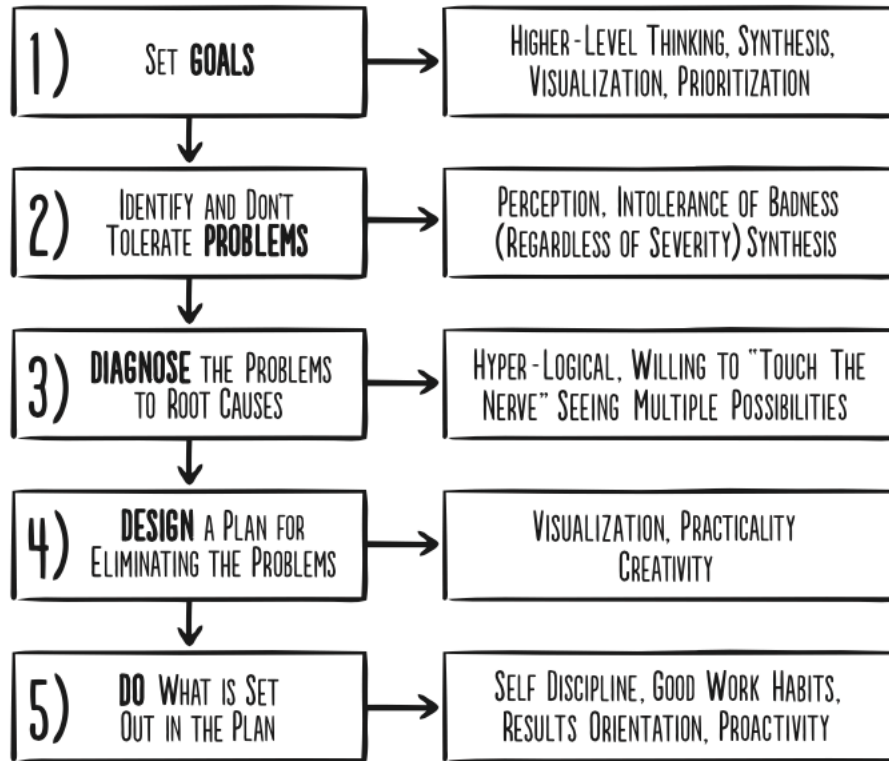 1) SET GOALS
HIGHER-LEVEL THINKING, SYNTHESIS,
VISUALIZATION, PRIORITIZATION
2) IDENTIFY AND DON'T
TOLERATE PROBLEMS
PERCEPTION, INTOLERANCE OF BADNESS
(REGARDLESS OF SEVERITY) SYNTHESIS
3) DIAGNOSE THE PROBLEMS
TO ROOT CAUSES
HYPER-LOGICAL, WILLING TO "TOUCH THE
NERVE" SEEING MULTIPLE POSSIBILITIES
4) DESIGN A PLAN FOR
ELIMINATING THE PROBLEMS
VISUALIZATION, PRACTICALITY
CREATIVITY
5) DO WHAT IS SET
OUT IN THE PLAN
SELF DISCIPLINE, GOOD WORK HABITS,
RESULTS ORIENTATION, PROACTIVITY